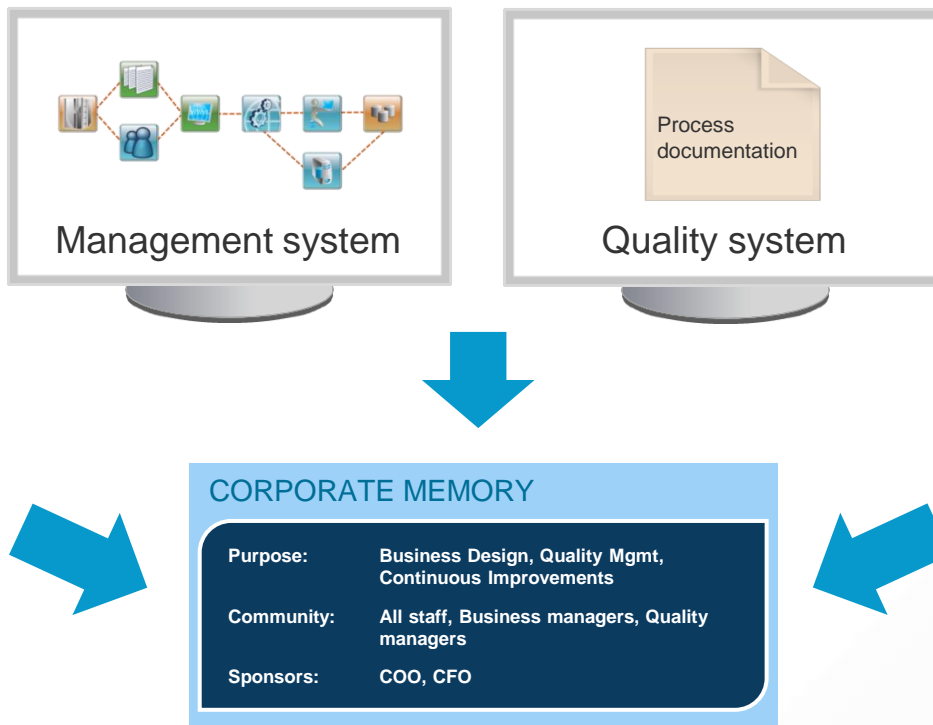 Process
documentation
Management system
Quality system
CORPORATE MEMORY
Purpose: Business Design, Quality Mgmt,
Continuous Improvements
Community: All staff, Business managers, Quality
managers
Sponsors: COO, CFO